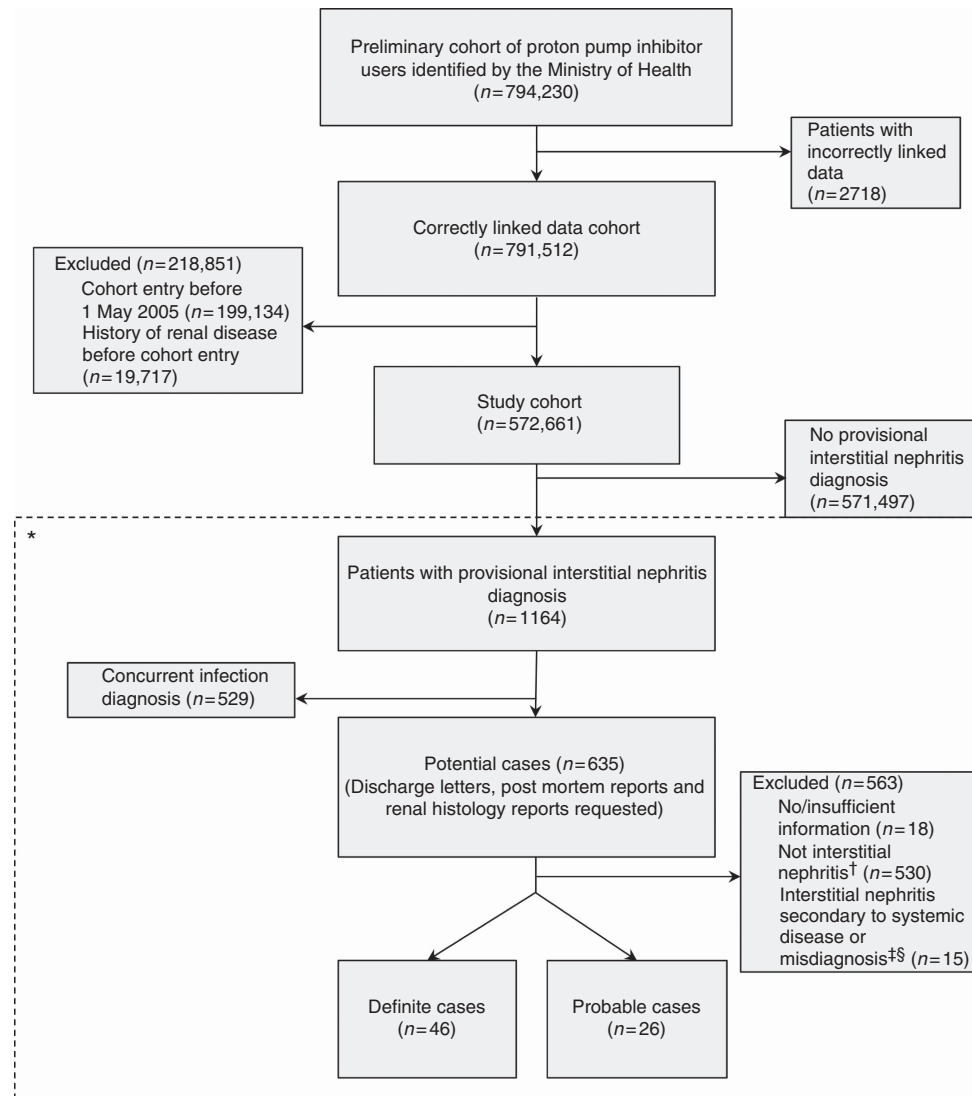 Preliminary cohort of proton pump inhibitor
users identified by the Ministry of Health
(n=794,230)
Patients with
incorrectly linked
data
(n=2718)
Correctly linked data cohort
(n=791,512)
Excluded (n=218,851)
Cohort entry before
1 May 2005 (n=199,134)
History of renal disease
before cohort entry
(n=19,717)
Study cohort
(n=572,661)
No provisional
interstitial nephritis
diagnosis
(n=571,497)
*
Patients with provisional interstitial nephritis
diagnosis
(n=1164)
Concurrent infection
diagnosis (n=529)
Potential cases (n=635)
(Discharge letters, post mortem reports and
renal histology reports requested)
Excluded (n=563)
No/insufficient
information (n=18)
Not interstitial
nephritis† (n=530)
Interstitial nephritis
secondary to systemic
disease or
misdiagnosis‡§ (n=15)
Definite cases
(n=46)
Probable cases
(n=26)